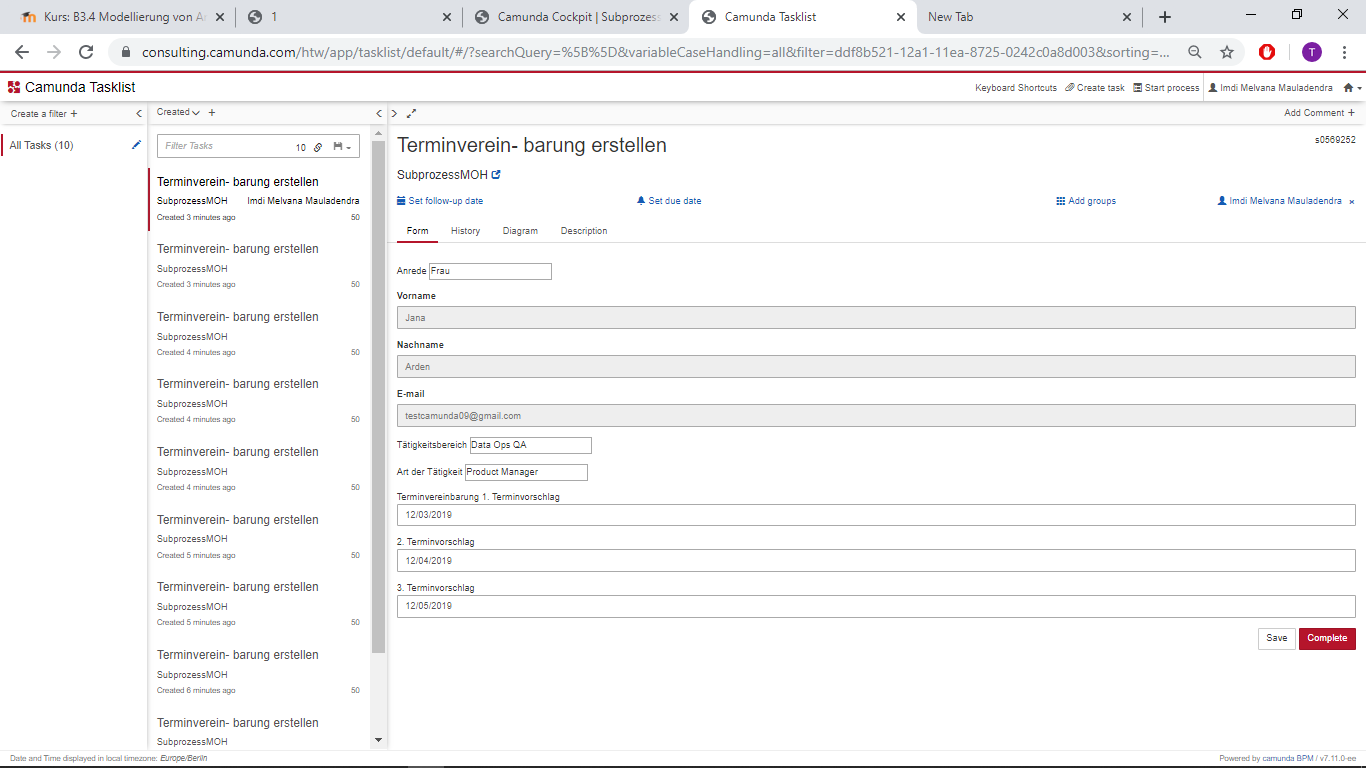 Kurs: B3.4 Modellierung von A
1
Camunda Cockpit | Subprozess
Camunda Tasklist
New Tab
consulting.camunda.com/htw/app/tasklist/default/#/?searchQuery=%5B%5D&variableCaseHandling=all&filter=ddf8b521-12a1-11ea-8725-0242c0a8d003&sorting=...
T
Camunda Tasklist
Keyboard Shortcuts
Create task
Start process
Imdi Melvana Mauladendra
Create a filter +
Created
Add Comment +
All Tasks (10)
Filter Tasks
10
Terminverein- barung erstellen
SubprozessMOH
Imdi Melvana Mauladendra
Created 3 minutes ago
50
Terminverein- barung erstellen
SubprozessMOH
Created 3 minutes ago
50
Terminverein- barung erstellen
SubprozessMOH
Created 4 minutes ago
50
Terminverein- barung erstellen
SubprozessMOH
Created 4 minutes ago
50
Terminverein- barung erstellen
SubprozessMOH
Created 4 minutes ago
50
Terminverein- barung erstellen
SubprozessMOH
Created 5 minutes ago
50
Terminverein- barung erstellen
SubprozessMOH
Created 5 minutes ago
50
Terminverein- barung erstellen
SubprozessMOH
Created 6 minutes ago
50
Terminverein- barung erstellen
SubprozessMOH
Terminverein- barung erstellen
s0569252
SubprozessMOH
Set follow-up date
Set due date
Add groups
Imdi Melvana Mauladendra ×
Form
History
Diagram
Description
Anrede Frau
Vorname
Jana
Nachname
Arden
E-mail
testcamunda09@gmail.com
Tätigkeitsbereich Data Ops QA
Art der Tätigkeit Product Manager
Terminvereinbarung 1. Terminvorschlag
12/03/2019
2. Terminvorschlag
12/04/2019
3. Terminvorschlag
12/05/2019
Save
Complete
Date and Time displayed in local timezone: Europe/Berlin
Powered by camunda BPM / v7.11.0-ee